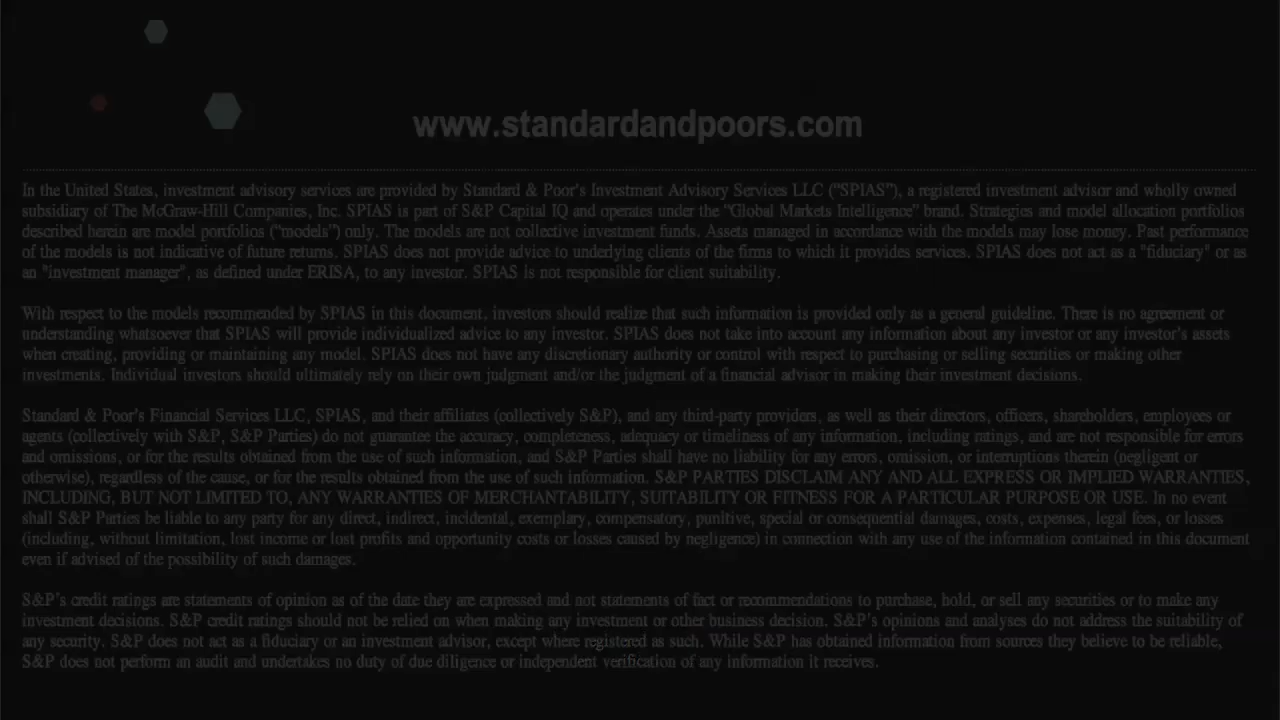 www.standardandpoors.com
In the United States, investment advisory services are provided by Standard & Poor's Investment Advisory Services LLC ("SPIAS"), a registered investment advisor and wholly owned
subsidiary of The McGraw-Hill Companies, Inc. SPIAS is part of S&P Capital IQ and operates under the "Global Markets Intelligence" brand. Strategies and model allocation portfolios
described herein are model portfolios ("models") only. The models are not collective investment funds. Assets managed in accordance with the models may lose money. Past performance
of the models is not indicative of future returns. SPIAS does not provide advice to underlying clients of the firms to which it provides services. SPIAS does not act as a "fiduciary" or as
an "investment manager", as defined under ERISA, to any investor. SPIAS is not responsible for client suitability.
With respect to the models recommended by SPIAS in this document, investors should realize that such information is provided only as a general guideline. There is no agreement or
understanding whatsoever that SPIAS will provide individualized advice to any investor. SPIAS does not take into account any information about any investor or any investor's assets
when creating, providing or maintaining any model. SPIAS does not have any discretionary authority or control with respect to purchasing or selling securities or making other
investments. Individual investors should ultimately rely on their own judgment and/or the judgment of a financial advisor in making their investment decisions.
Standard & Poor's Financial Services LLC, SPIAS, and their affiliates (collectively S&P), and any third-party providers, as well as their directors, officers, shareholders, employees or
agents (collectively with S&P, S&P Parties) do not guarantee the accuracy, completeness, adequacy or timeliness of any information, including ratings, and are not responsible for errors
and omissions, or for the results obtained from the use of such information, and S&P Parties shall have no liability for any errors, omission, or interruptions therein (negligent or
otherwise), regardless of the cause, or for the results obtained from the use of such information. S&P PARTIES DISCLAIM ANY AND ALL EXPRESS OR IMPLIED WARRANTIES,
INCLUDING, BUT NOT LIMITED TO, ANY WARRANTIES OF MERCHANTABILITY, SUITABILITY OR FITNESS FOR A PARTICULAR PURPOSE OR USE. In no event
shall S&P Parties be liable to any party for any direct, indirect, incidental, exemplary, compensatory, punitive, special or consequential damages, costs, expenses, legal fees, or losses
(including, without limitation, lost income or lost profits and opportunity costs or losses caused by negligence) in connection with any use of the information contained in this document
even if advised of the possibility of such damages.
S&P's credit ratings are statements of opinion as of the date they are expressed and not statements of fact or recommendations to purchase, hold, or sell any securities or to make any
investment decisions. S&P credit ratings should not be relied on when making any investment or other business decision. S&P's opinions and analyses do not address the suitability of
any security. S&P does not act as a fiduciary or an investment advisor, except where registered as such. While S&P has obtained information from sources they believe to be reliable,
S&P does not perform an audit and undertakes no duty of due diligence or independent verification of any information it receives.